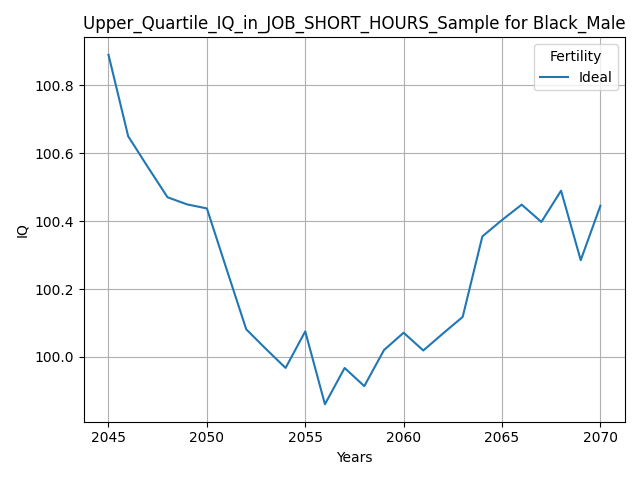 Upper_Quartile_IQ_in_JOB_SHORT_HOURS_Sample for Black_Male
Fertility
Ideal
100.8
100.6
100.4
100.2
100.0
IQ
2045 2050 2055 2060 2065 2070
Years